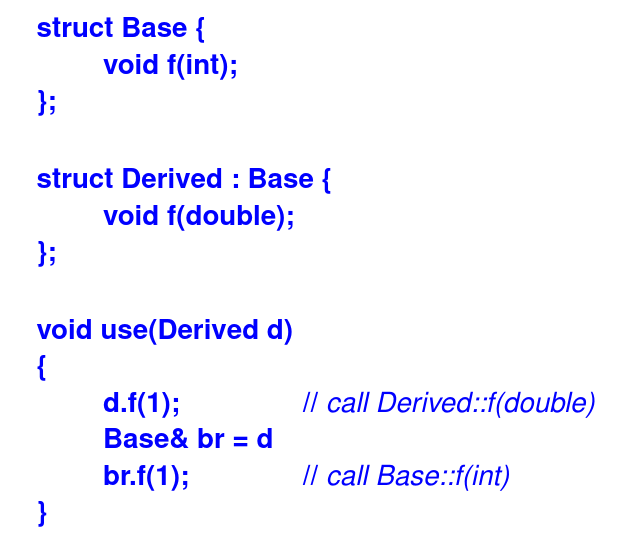 struct Base {
void f(int);
};
struct Derived : Base {
void f(double);
};
void use(Derived d)
{
d.f(1); // call Derived::f(double)
Base& br = d
br.f(1); // call Base::f(int)
}